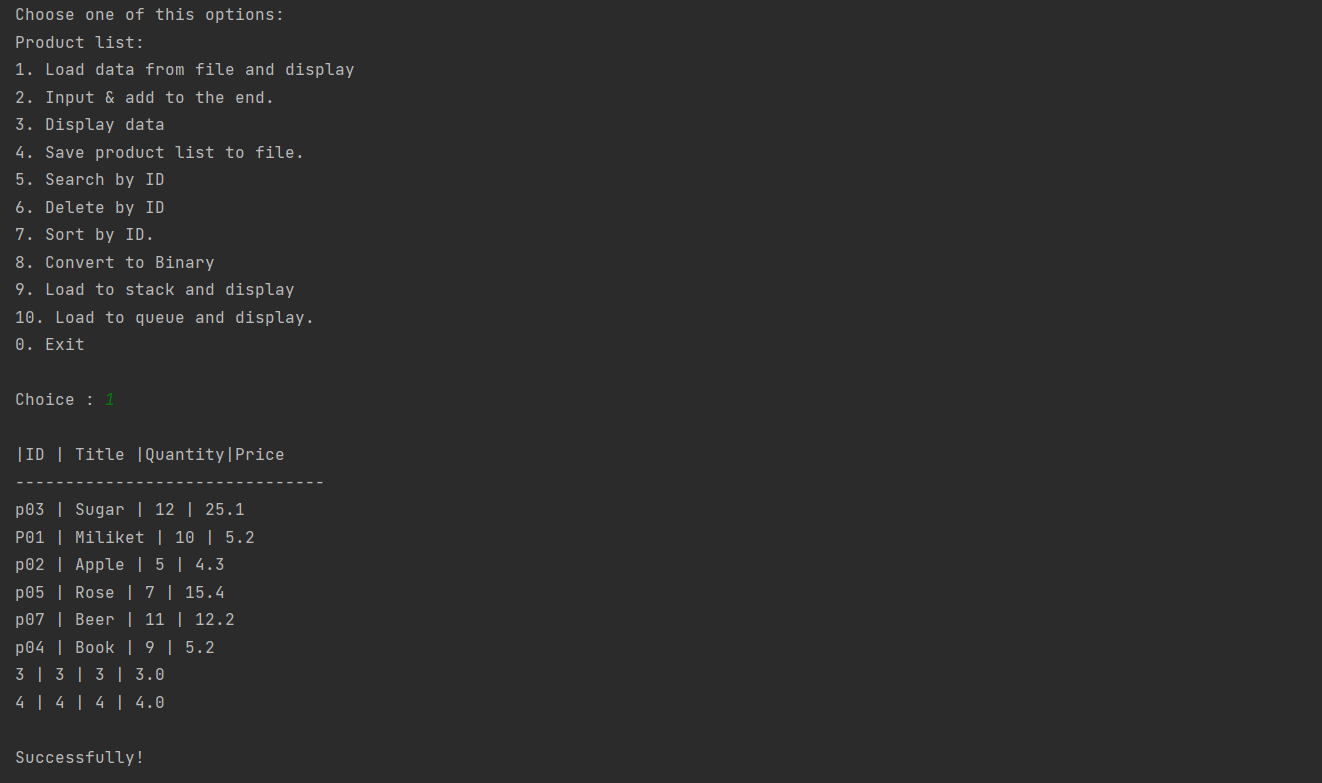 Choose one of this options:
Product list:
1. Load data from file and display
2. Input & add to the end.
3. Display data
4. Save product list to file.
5. Search by ID
6. Delete by ID
7. Sort by ID.
8. Convert to Binary
9. Load to stack and display
10. Load to queue and display.
0. Exit
Choice : 1
|ID | Title |Quantity|Price
-------------------------------
p03 | Sugar | 12 | 25.1
P01 | Miliket | 10 | 5.2
p02 | Apple | 5 | 4.3
p05 | Rose | 7 | 15.4
p07 | Beer | 11 | 12.2
p04 | Book | 9 | 5.2
3 | 3 | 3 | 3.0
4 | 4 | 4 | 4.0
Successfully!